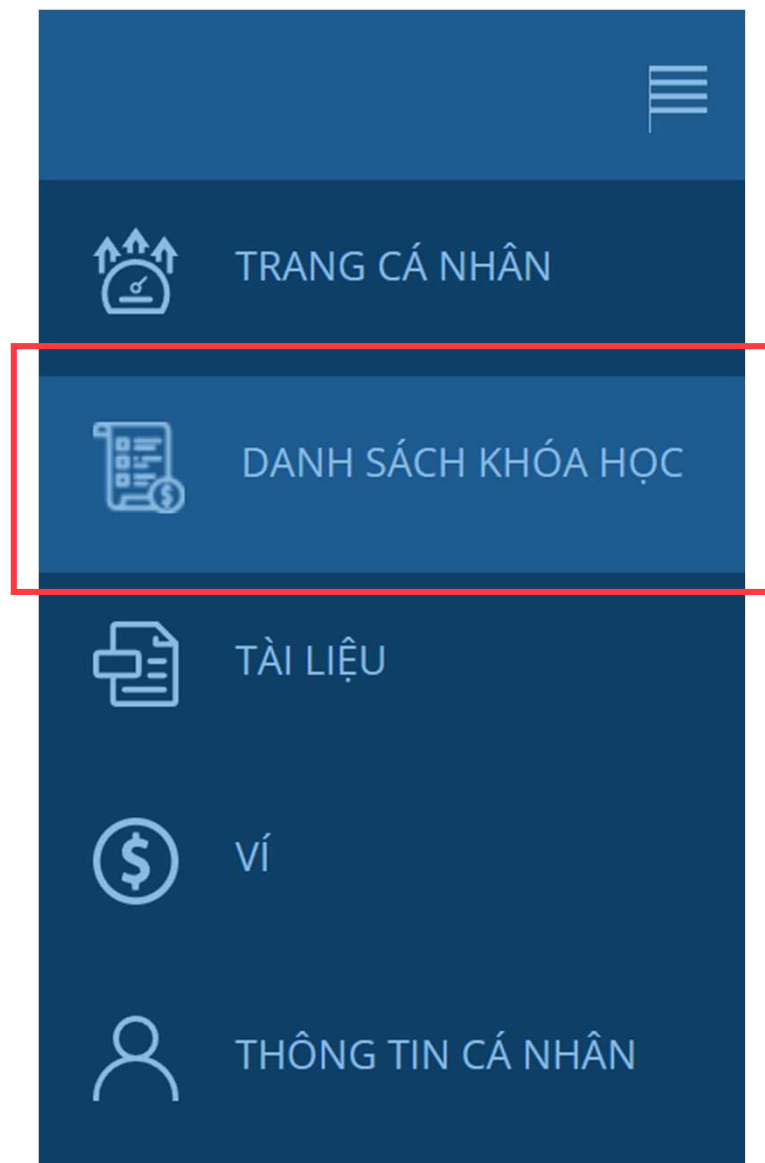 TRANG CÁ NHÂN
DANH SÁCH KHÓA HỌC
TÀI LIỆU
VÍ
THÔNG TIN CÁ NHÂN